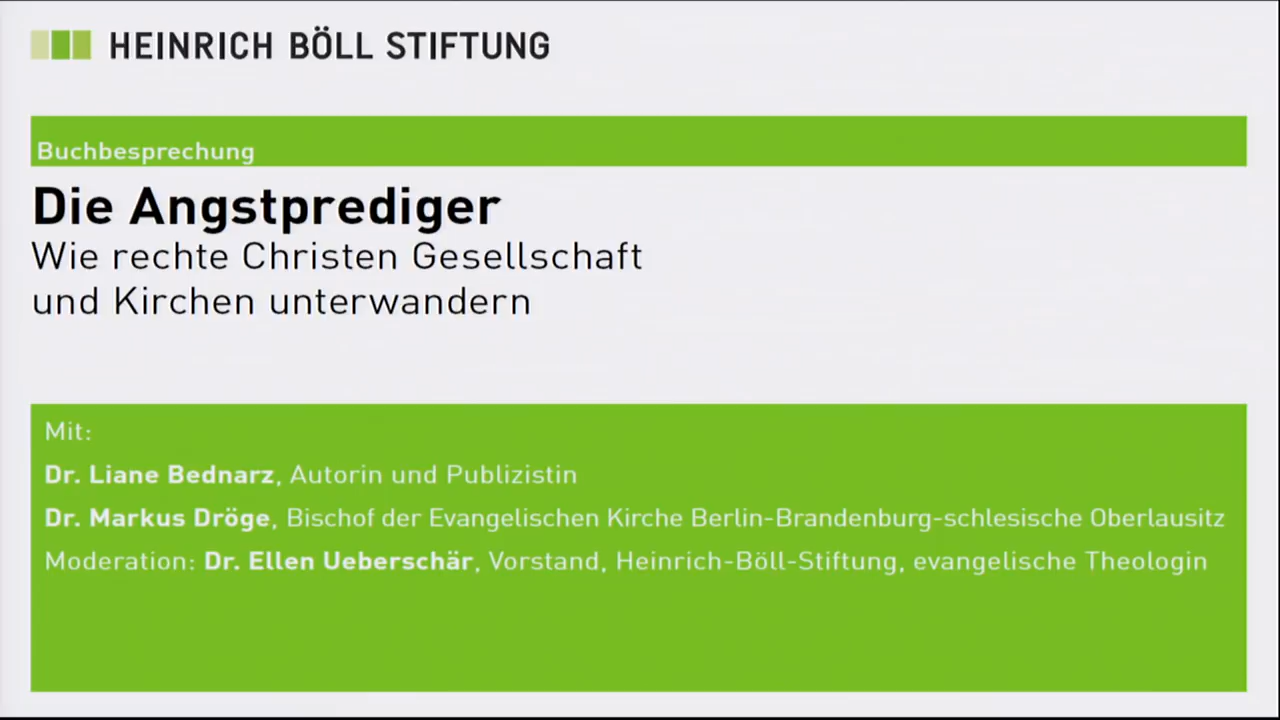 HEINRICH BÖLL STIFTUNG
Buchbesprechung
Die Angstprediger
Wie rechte Christen Gesellschaft
und Kirchen unterwandern
Mit:
Dr. Liane Bednarz, Autorin und Publizistin
Dr. Markus Dröge, Bischof der Evangelischen Kirche Berlin-Brandenburg-schlesische Oberlausitz
Moderation: Dr. Ellen Ueberschär, Vorstand, Heinrich-Böll-Stiftung, evangelische Theologin